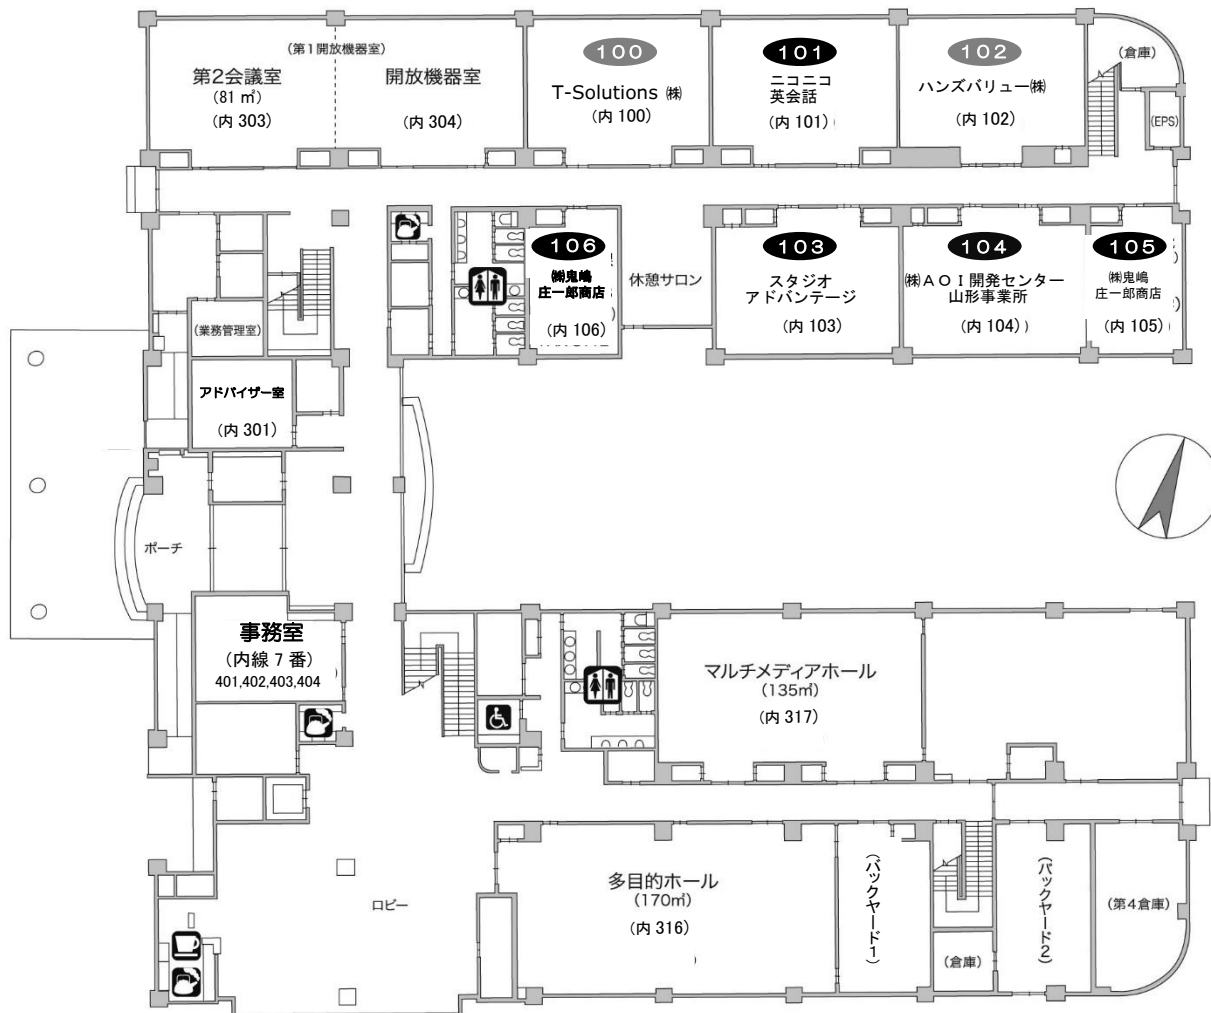 (第1開放機器室)
第2会議室
(81 ㎡)
(内 303)
開放機器室
(内 304)
100
T-Solutions ㈱
(内 100)
101
ニコニコ
英会話
(内 101)
102
ハンズバリュー㈱
(内 102)
(倉庫)
(EPS)
106
㈱鬼嶋
庄一郎商店
(内 106)
休憩サロン
103
スタジオ
アドバンテージ
(内 103)
104
㈱AOI開発センター
山形事業所
(内 104)
)
105
㈱鬼嶋
庄一郎商店
(内 105)
(業務管理室)
アドバイザー室
(内 301)
ポーチ
事務室
(内線 7 番)
401,402,403,404
マルチメディアホール
(135㎡)
(内 317)
多目的ホール
(170㎡)
(内 316)
)
(バックヤード1)
(バックヤード2)
(第4倉庫)
(倉庫)
ロビー